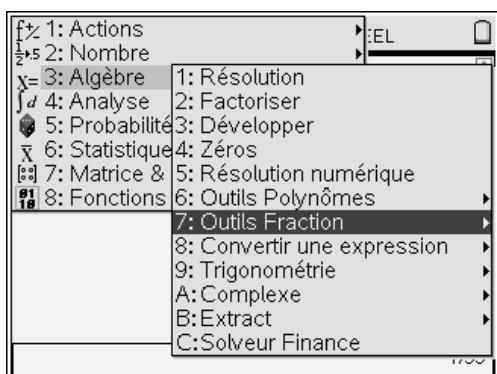 1: Actions
EEL
2: Nombre
3: Algèbre
4: Analyse
5: Probabilité
6: Statistique
7: Matrice &
8: Fonctions
1: Résolution
2: Factoriser
3: Développer
4: Zéros
5: Résolution numérique
6: Outils Polynômes
7: Outils Fraction
8: Convertir une expression
9: Trigonométrie
A: Complexe
B: Extract
C: Solveur Finance